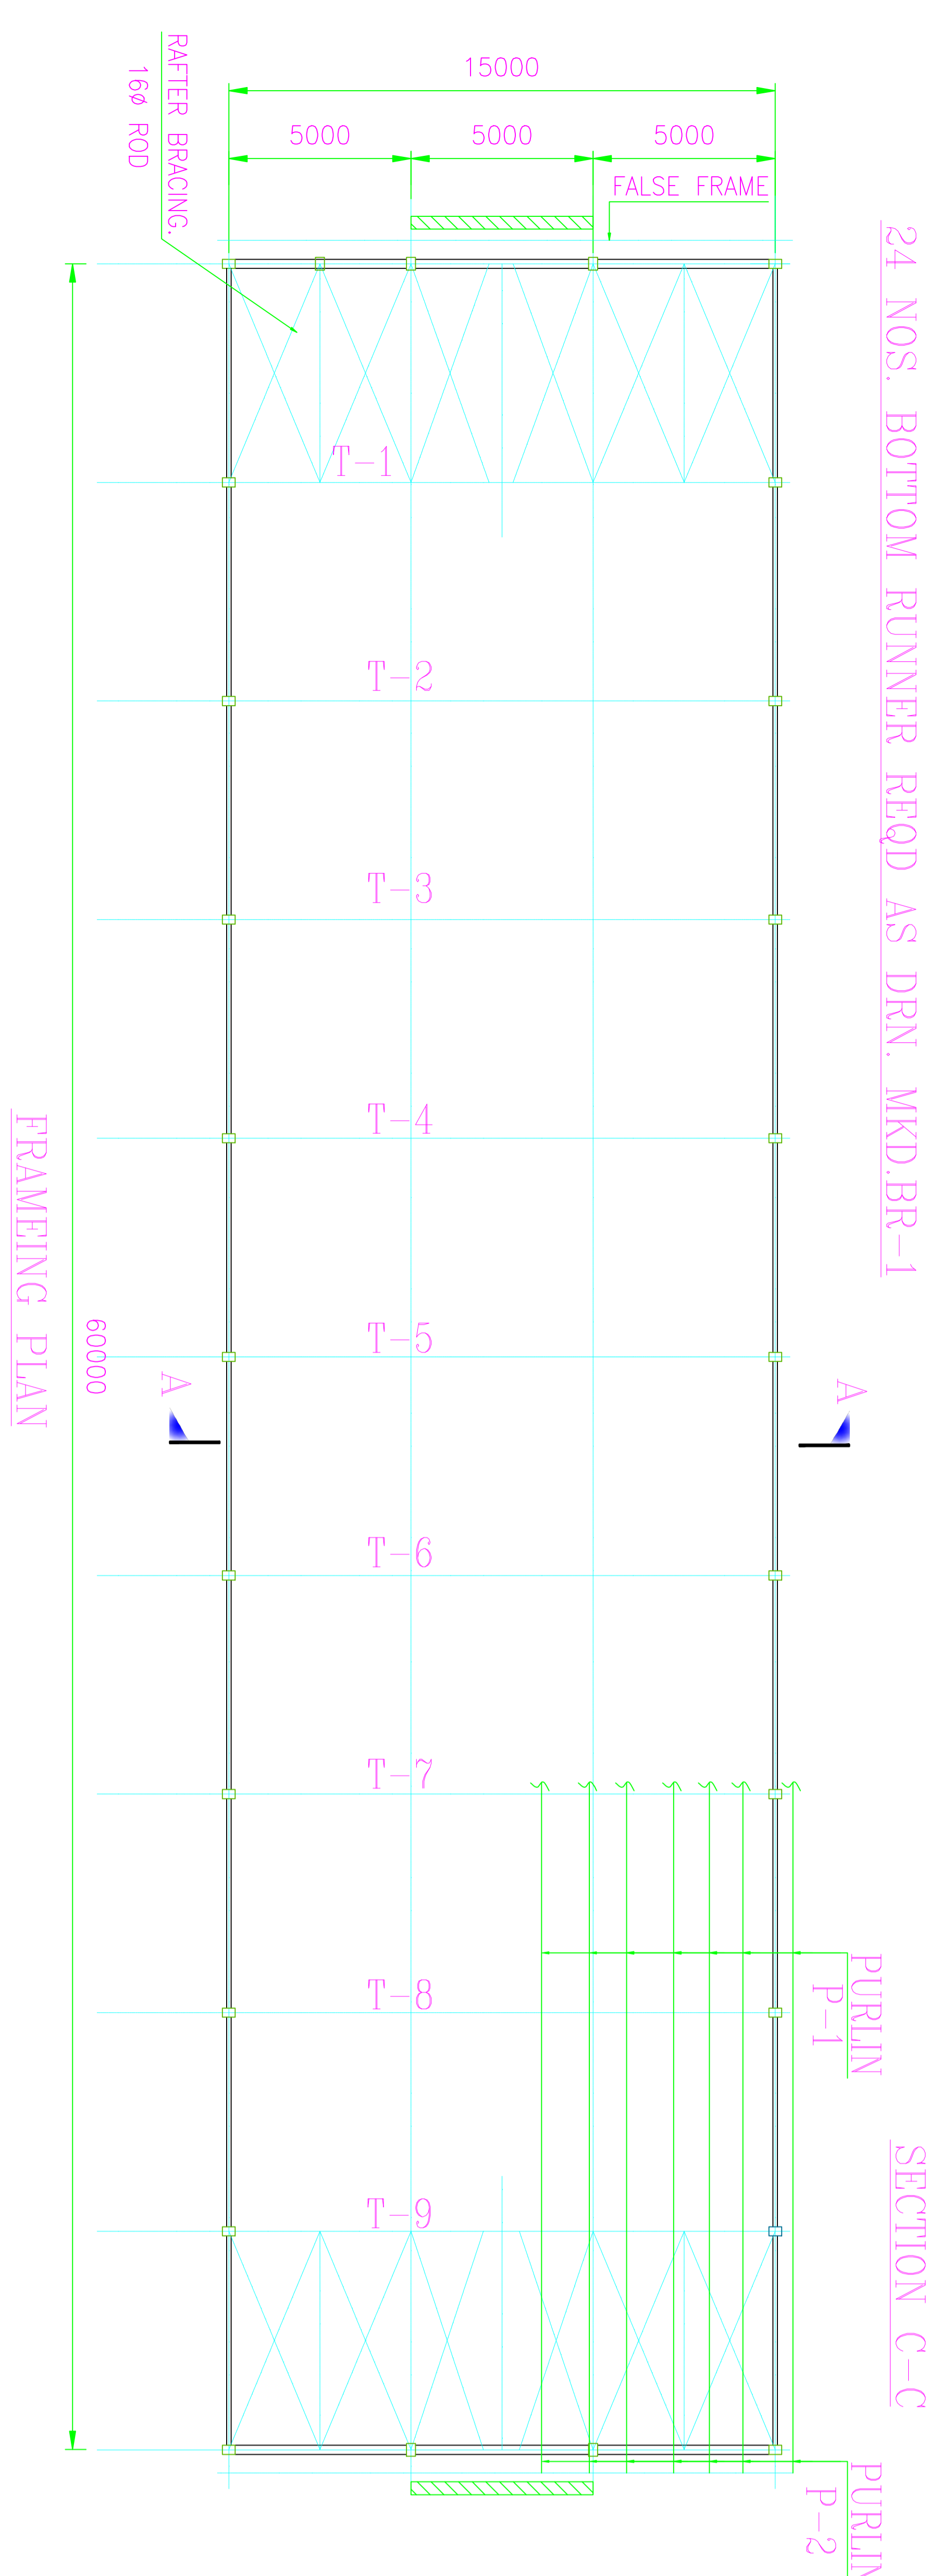 15000
5000
5000
5000
FALSE FRAME
RAFTER BRACING.
16ø ROD
24 NOS. BOTTOM RUNNER REQD AS DRN. MKD.BR-1
T-1
T-2
T-3
T-4
T-5
T-6
T-7
T-8
T-9
60000
A
A
FRAMEING PLAN
PURLIN
P-1
SECTION C-C
PURLIN
P-2